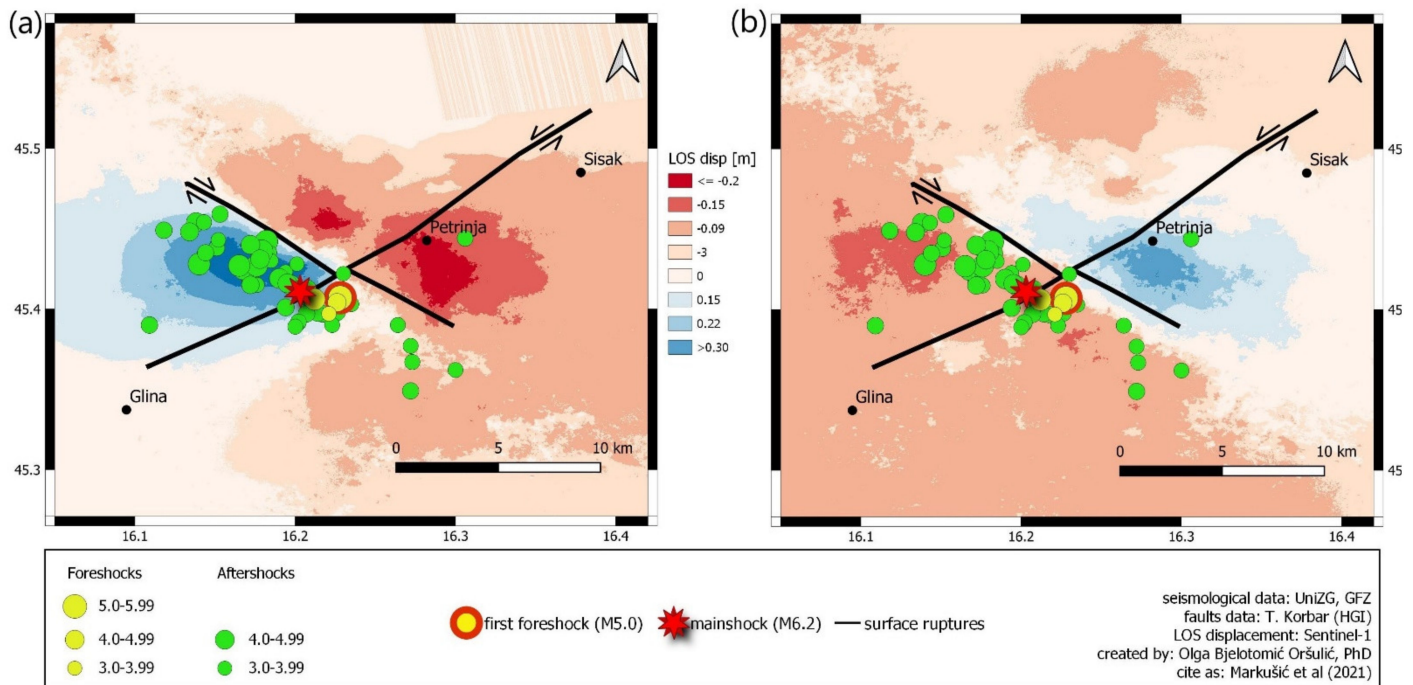 (a)
(b)
45.5
45.4
45.3
16.1
16.2
16.3
16.4
Sisak
Petrinja
Glina
0
5
10 km
LOS disp [m]
<= -0.2
-0.15
-0.09
-3
0
0.15
0.22
>0.30
45
45
45
16.1
16.2
16.3
16.4
Sisak
Petrinja
Glina
0
5
10 km
Foreshocks
Aftershocks
5.0-5.99
4.0-4.99
4.0-4.99
3.0-3.99
3.0-3.99
first foreshock (M5.0)
mainshock (M6.2)
surface ruptures
seismological data: UniZG, GFZ
faults data: T. Korbar (HGI)
LOS displacement: Sentinel-1
created by: Olga Bjelotomić Oršulić, PhD
cite as: Markušić et al (2021)